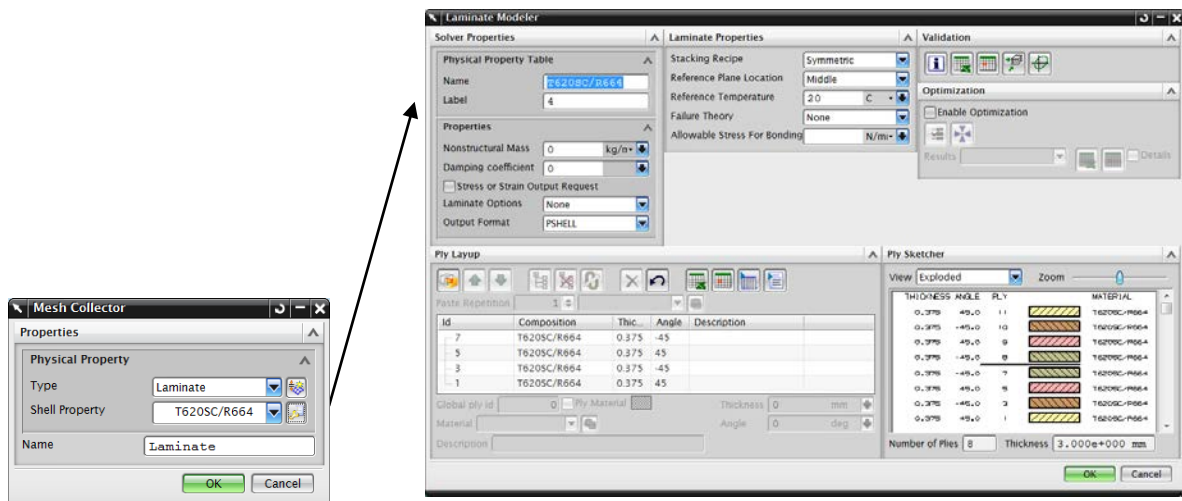 Laminate Modeler
Solver Properties
Physical Property Table
Name T620SC/R664
Label 4
Properties
Nonstructural Mass 0 kg/m
Damping coefficient 0
Stress or Strain Output Request
Laminate Options None
Output Format PSHELL
Laminate Properties
Stacking Recipe Symmetric
Reference Plane Location Middle
Reference Temperature 20 C
Failure Theory None
Allowable Stress For Bonding N/m
Validation
Optimization
Enable Optimization
Results Details
Ply Layup
Paste Repetition 1
Id Composition Thic... Angle Description
7 T620SC/R664 0.375 -45
5 T620SC/R664 0.375 45
3 T620SC/R664 0.375 -45
1 T620SC/R664 0.375 45
Global ply id 0 Ply Material Thickness 0 mm
Material Angle 0 deg
Description
Ply Sketcher
View Exploded Zoom
THICKNESS ANGLE PLY MATERIAL
0.375 45.0 11 T620SC/R664
0.375 -45.0 10 T620SC/R664
0.375 45.0 9 T620SC/R664
0.375 -45.0 8 T620SC/R664
0.375 -45.0 7 T620SC/R664
0.375 45.0 5 T620SC/R664
0.375 -45.0 3 T620SC/R664
0.375 45.0 1 T620SC/R664
Number of Plies 8 Thickness 3.000e+000 mm
OK Cancel
Mesh Collector
Properties
Physical Property
Type Laminate
Shell Property T620SC/R664
Name Laminate
OK Cancel